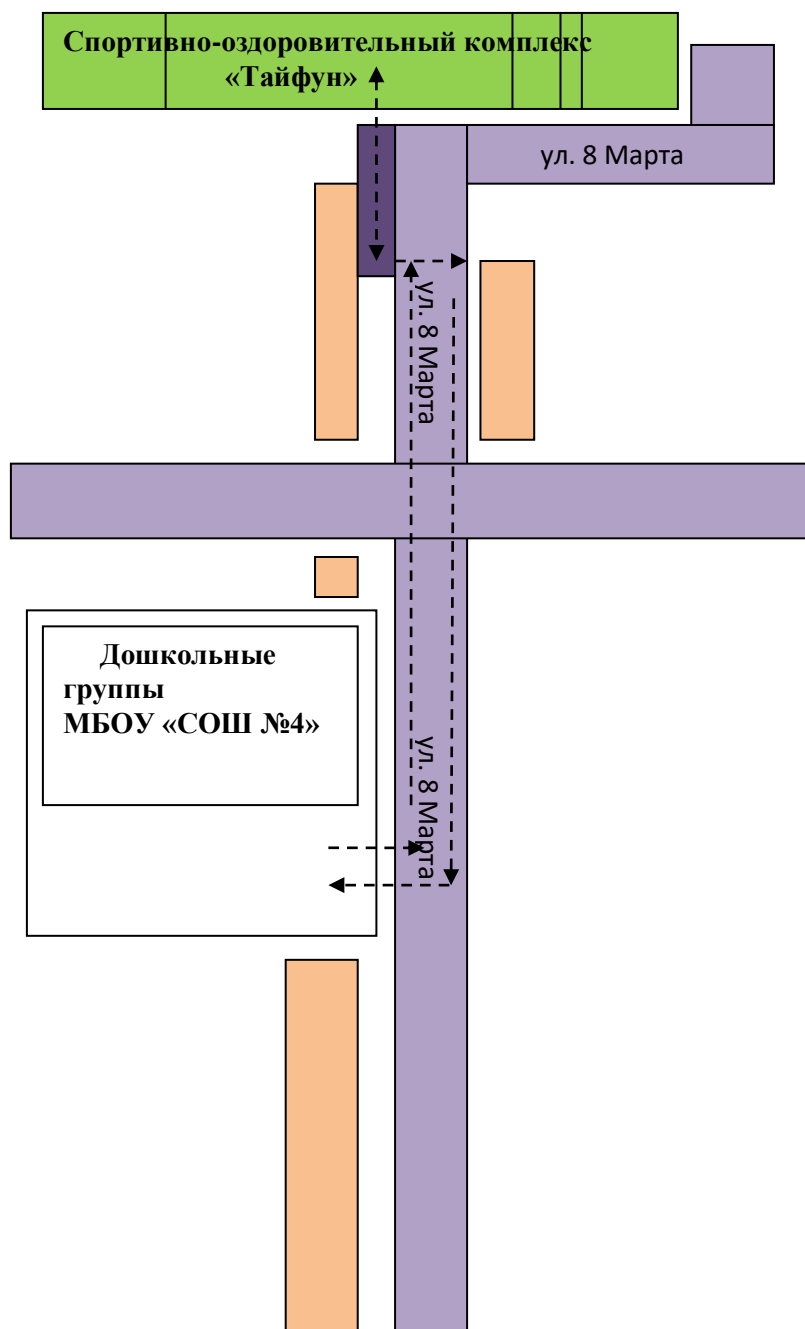 Спортивно-оздоровительный комплекс
«Тайфун»
ул. 8 Марта
ул. 8 Марта
Дошкольные
группы
МБОУ «СОШ №4»
ул. 8 Марта